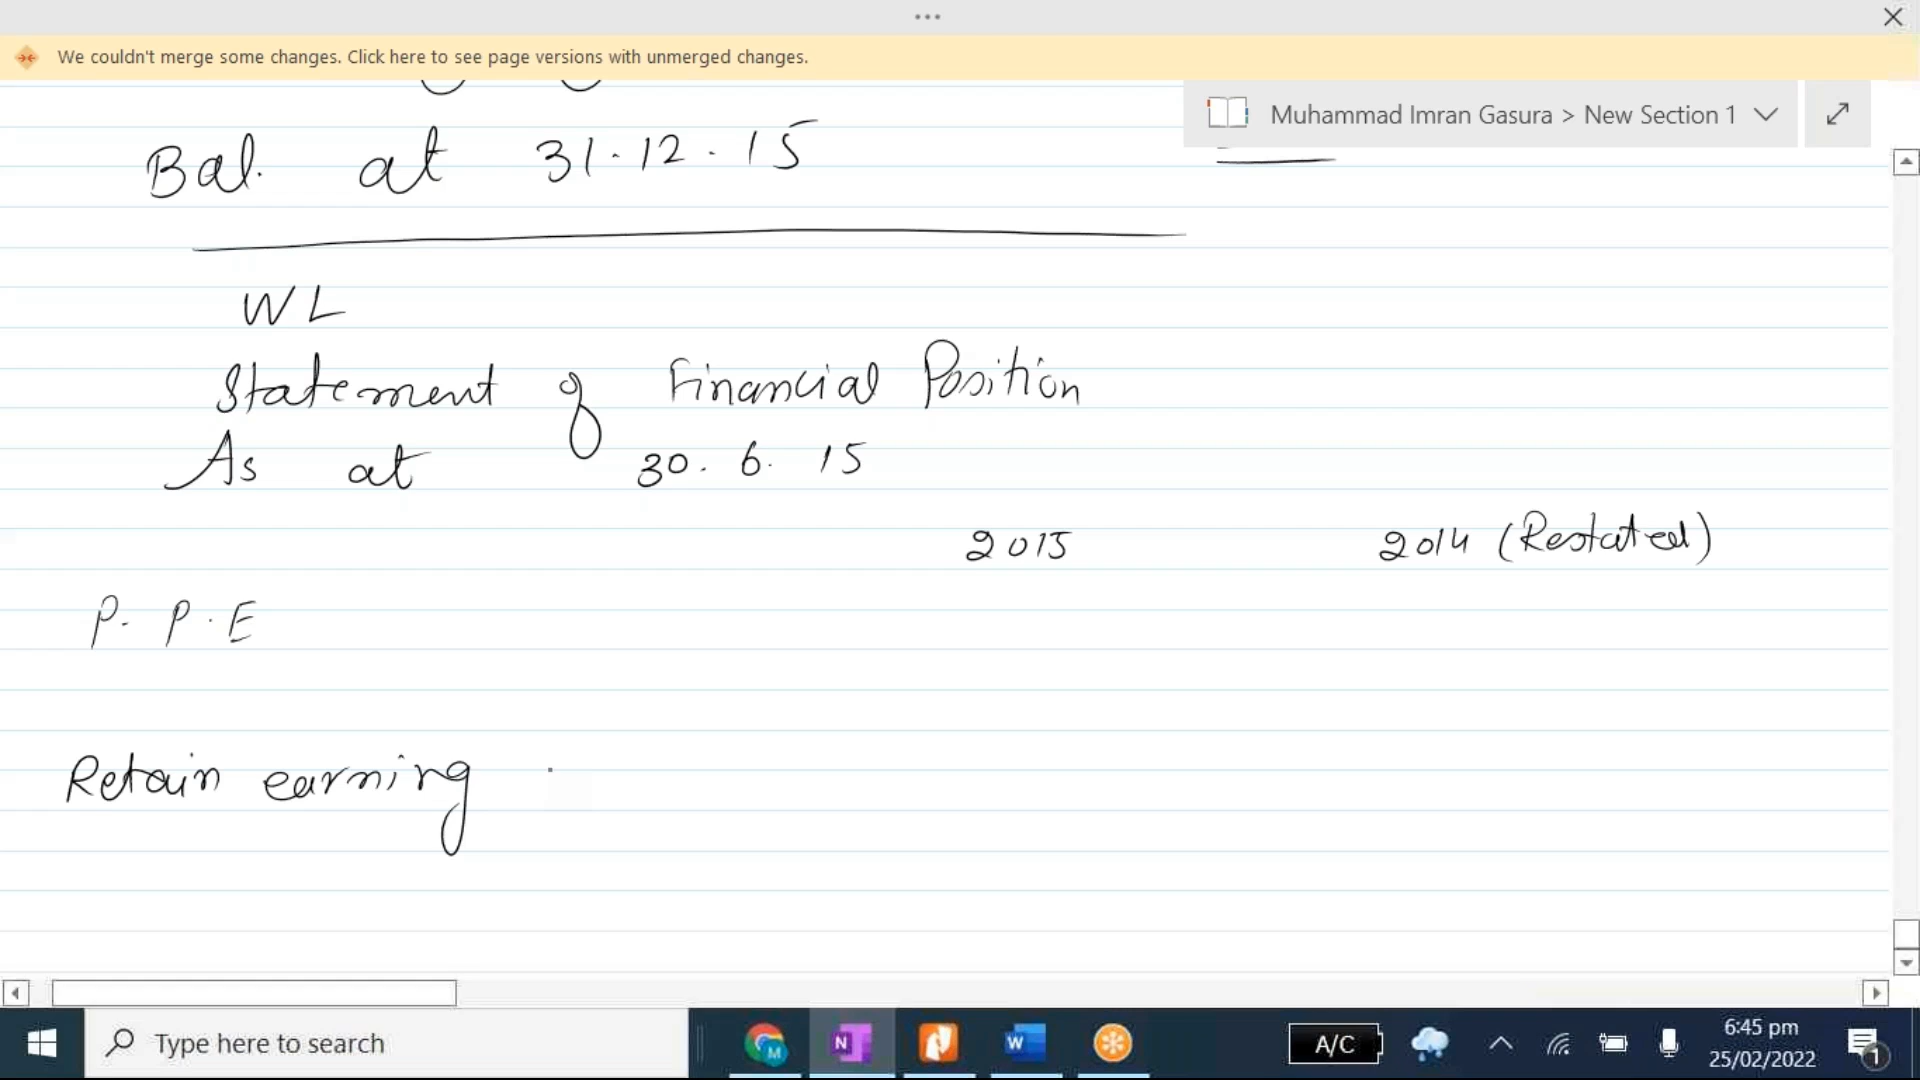 We couldn't merge some changes. Click here to see page versions with unmerged changes.
Muhammad Imran Gasura > New Section 1
Bal. at 31.12.15
WL
Statement of Financial Position
As at 30.6.15
2015 2014 (Restated)
P.P.E
Retain earning
Type here to search
M
N
W
A/C
6:45 pm
25/02/2022
1